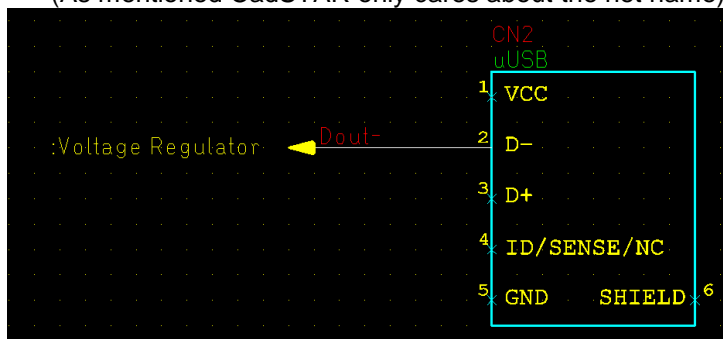 (As mentioned CadSTAR only cares about the net name)
CN2
uUSB
1 VCC
:Voltage Regulator Dout- 2 D-
3 D+
4 ID/SENSE/NC
5 GND SHIELD 6